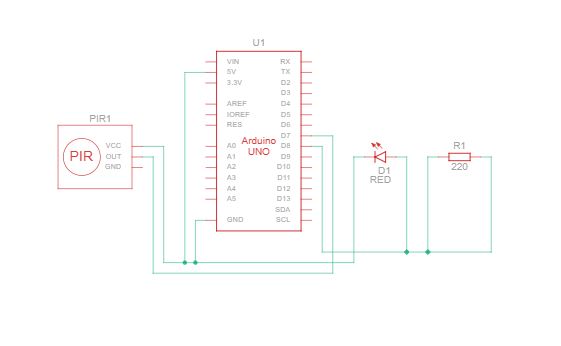 U1
VIN
5V
3.3V
AREF
IOREF
RES
A0
A1
A2
A3
A4
A5
GND
RX
TX
D2
D3
D4
D5
D6
D7
D8
D9
D10
D11
D12
D13
SDA
SCL
Arduino
UNO
PIR1
PIR
VCC
OUT
GND
D1
RED
R1
220